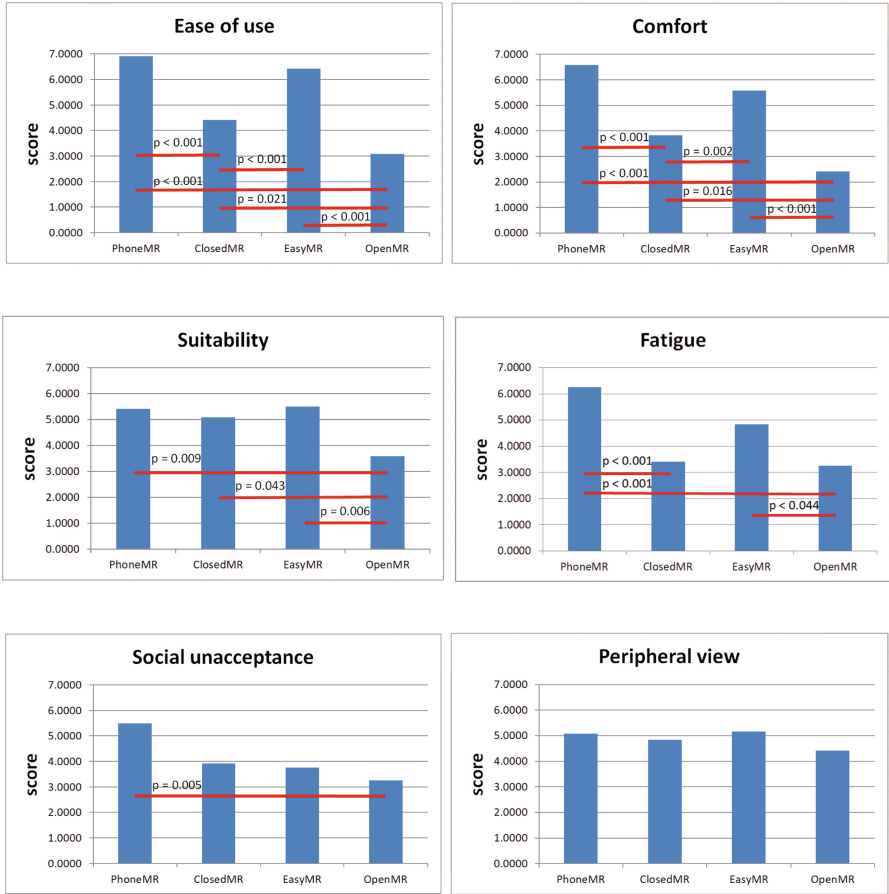 Ease of use
7.0000
6.0000
5.0000
4.0000
3.0000
2.0000
1.0000
0.0000
score
p < 0.001
p < 0.001
p < 0.001
p = 0.021
p < 0.001
PhoneMR ClosedMR EasyMR OpenMR
Comfort
7.0000
6.0000
5.0000
4.0000
3.0000
2.0000
1.0000
0.0000
score
p < 0.001
p = 0.002
p < 0.001
p = 0.016
p < 0.001
PhoneMR ClosedMR EasyMR OpenMR
Suitability
7.0000
6.0000
5.0000
4.0000
3.0000
2.0000
1.0000
0.0000
score
p = 0.009
p = 0.043
p = 0.006
PhoneMR ClosedMR EasyMR OpenMR
Fatigue
7.0000
6.0000
5.0000
4.0000
3.0000
2.0000
1.0000
0.0000
score
p < 0.001
p < 0.001
p < 0.044
PhoneMR ClosedMR EasyMR OpenMR
Social unacceptance
7.0000
6.0000
5.0000
4.0000
3.0000
2.0000
1.0000
0.0000
score
p = 0.005
PhoneMR ClosedMR EasyMR OpenMR
Peripheral view
7.0000
6.0000
5.0000
4.0000
3.0000
2.0000
1.0000
0.0000
score
PhoneMR ClosedMR EasyMR OpenMR